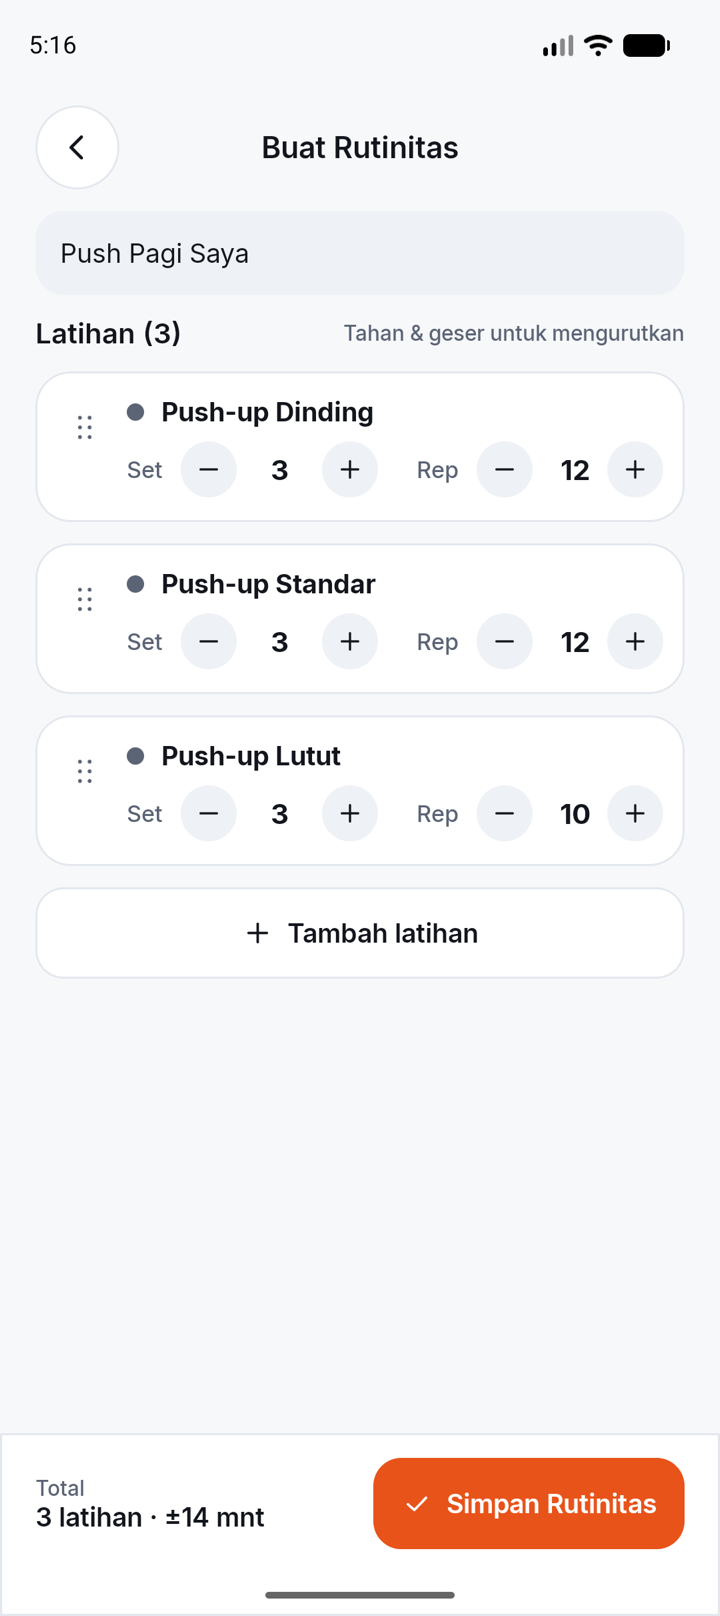 5:16
Buat Rutinitas
Push Pagi Saya
Latihan (3) Tahan & geser untuk mengurutkan
Push-up Dinding
Set − 3 + Rep − 12 +
Push-up Standar
Set − 3 + Rep − 12 +
Push-up Lutut
Set − 3 + Rep − 10 +
+ Tambah latihan
Total
3 latihan · ±14 mnt
Simpan Rutinitas